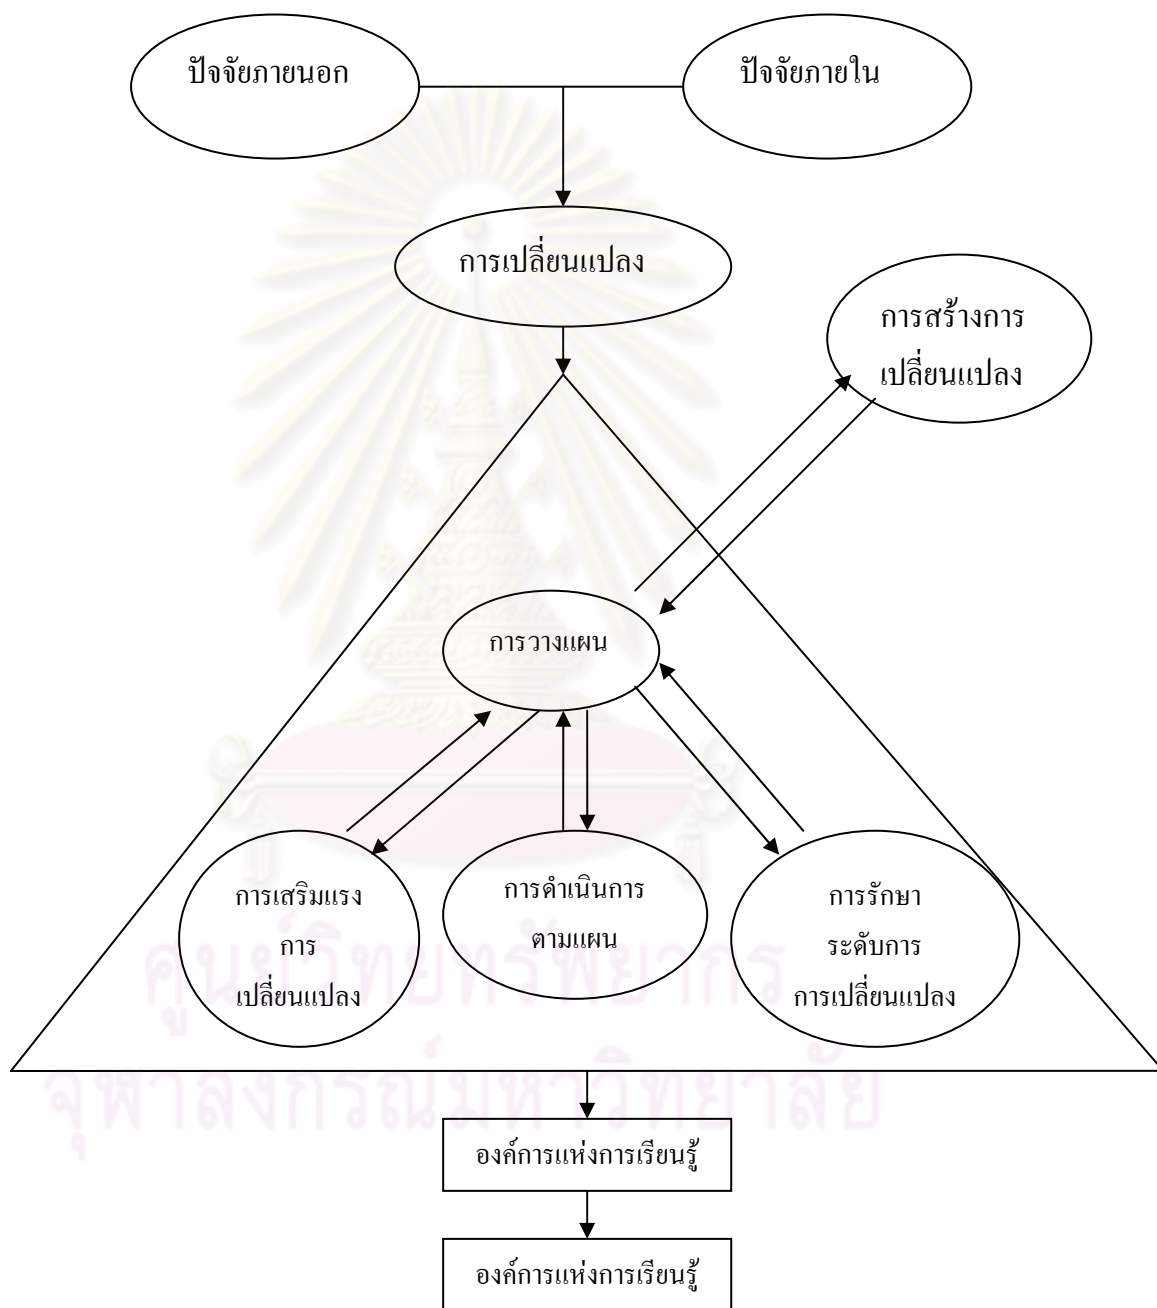 ปัจจัยภายนอก
ปัจจัยภายใน
การเปลี่ยนแปลง
การสร้างการ
เปลี่ยนแปลง
การวางแผน
การเสริมแรง
การ
เปลี่ยนแปลง
การดำเนินการ
ตามแผน
การรักษา
ระดับการ
การเปลี่ยนแปลง
ศูนย์วิทยทรัพยากร
จุฬาลงกรณ์มหาวิทยาลัย
องค์การแห่งการเรียนรู้
องค์การแห่งการเรียนรู้